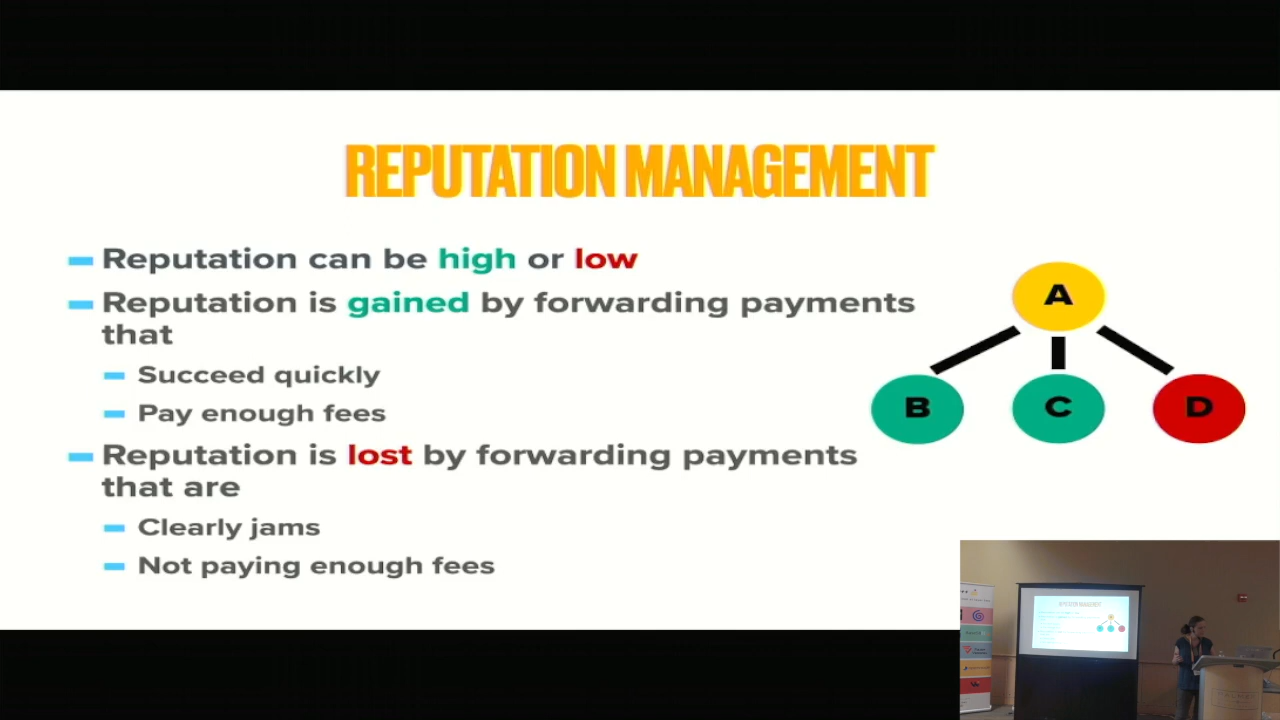 REPUTATION MANAGEMENT
Reputation can be high or low
Reputation is gained by forwarding payments
that
Succeed quickly
Pay enough fees
Reputation is lost by forwarding payments
that are
Clearly jams
Not paying enough fees
A
B C D